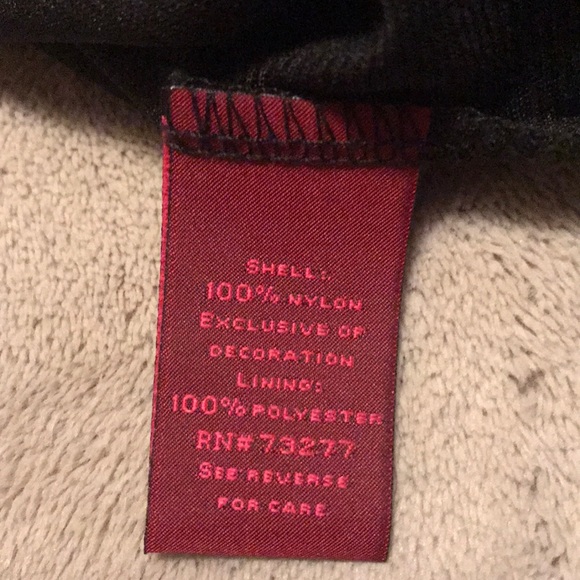 SHELL:
100% NYLON
EXCLUSIVE OF
DECORATION
LINING:
100% POLYESTER
RN# 73277
SEE REVERSE
FOR CARE